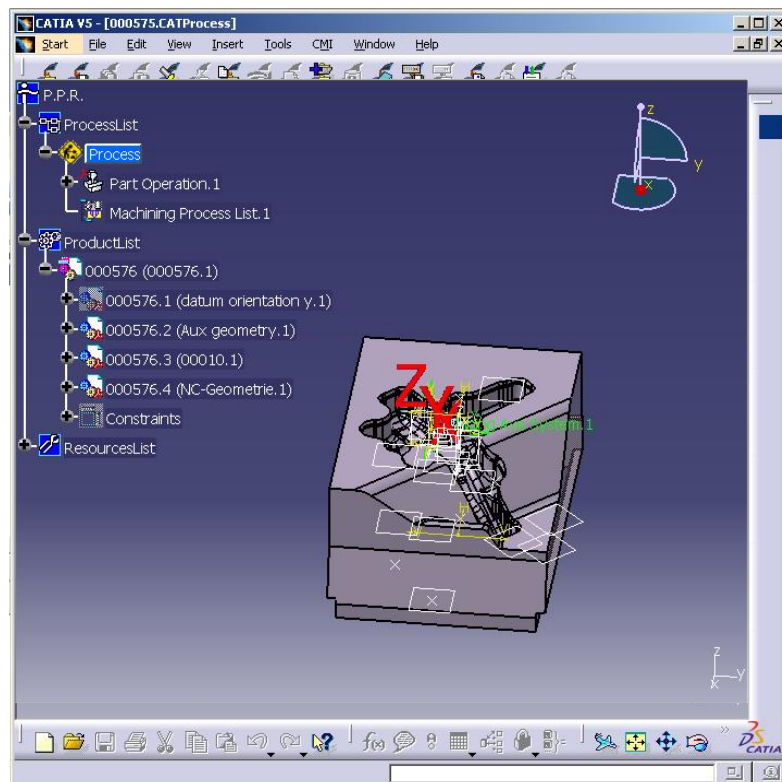 CATIA V5 - [000575.CATProcess]
Start File Edit View Insert Tools CMI Window Help
P.P.R.
ProcessList
Process
Part Operation.1
Machining Process List.1
ProductList
000576 (000576.1)
000576.1 (datum orientation y.1)
000576.2 (Aux geometry.1)
000576.3 (00010.1)
000576.4 (NC-Geometrie.1)
Constraints
ResourcesList
z
y
x
Z
Aux System.1
H
V
z
y
x
f(x)
CATIA